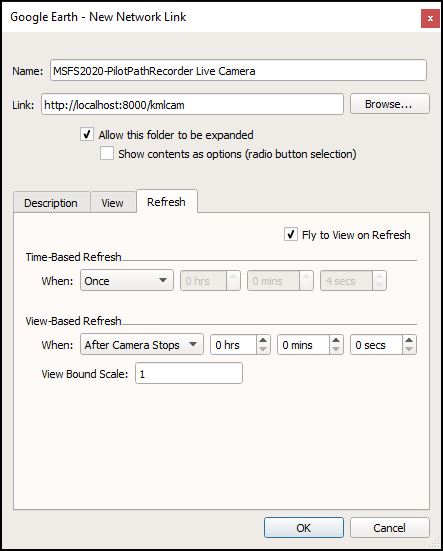 Google Earth - New Network Link
x
Name: MSFS2020-PilotPathRecorder Live Camera
Link: http://localhost:8000/kmlcam Browse...
Allow this folder to be expanded
Show contents as options (radio button selection)
Description View Refresh
Fly to View on Refresh
Time-Based Refresh
When: Once 0 hrs 0 mins 4 secs
View-Based Refresh
When: After Camera Stops 0 hrs 0 mins 0 secs
View Bound Scale: 1
OK Cancel